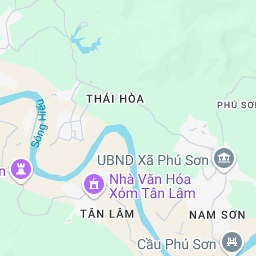 THÁI HÒA
PHÚ SƠN
Sông Hiếu
UBND Xã Phú Sơn
Nhà Văn Hóa
Xóm Tân Lâm
TÂN LÂM
NAM SƠN
Cầu Phú Sơn